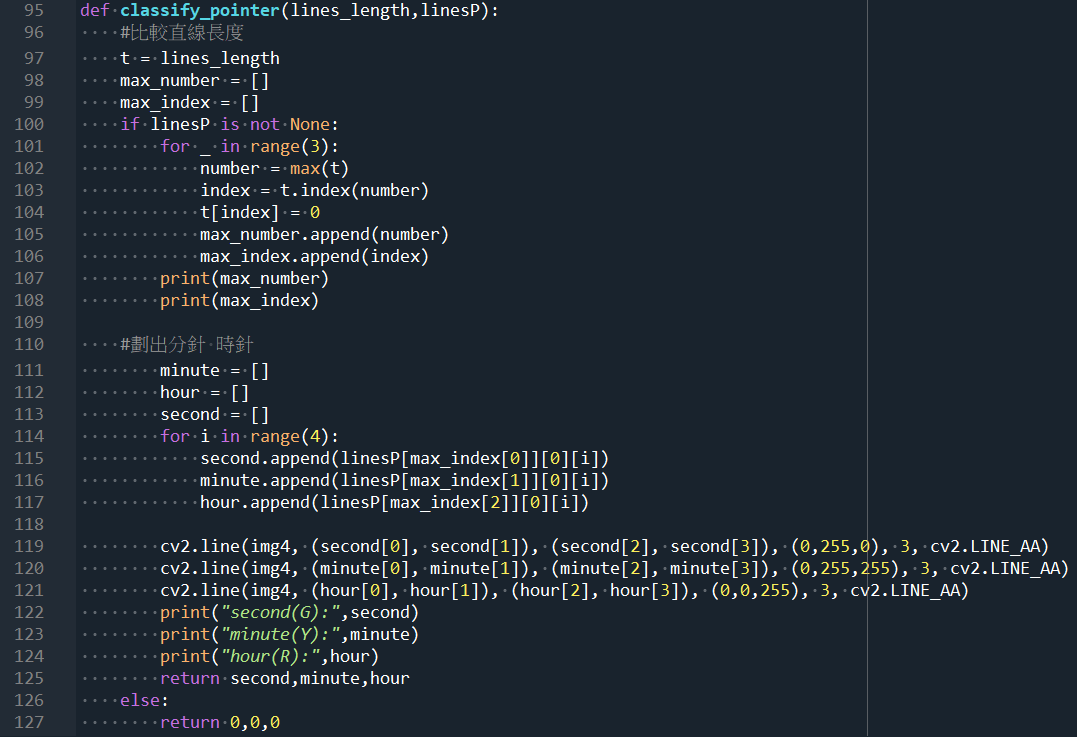 95 def classify_pointer(lines_length,linesP):
96     #比較直線長度
97     t = lines_length
98     max_number = []
99     max_index = []
100     if linesP is not None:
101         for _ in range(3):
102             number = max(t)
103             index = t.index(number)
104             t[index] = 0
105             max_number.append(number)
106             max_index.append(index)
107         print(max_number)
108         print(max_index)
109
110     #劃出分針 時針
111         minute = []
112         hour = []
113         second = []
114         for i in range(4):
115             second.append(linesP[max_index[0]][0][i])
116             minute.append(linesP[max_index[1]][0][i])
117             hour.append(linesP[max_index[2]][0][i])
118
119         cv2.line(img4, (second[0], second[1]), (second[2], second[3]), (0,255,0), 3, cv2.LINE_AA)
120         cv2.line(img4, (minute[0], minute[1]), (minute[2], minute[3]), (0,255,255), 3, cv2.LINE_AA)
121         cv2.line(img4, (hour[0], hour[1]), (hour[2], hour[3]), (0,0,255), 3, cv2.LINE_AA)
122         print("second(G):",second)
123         print("minute(Y):",minute)
124         print("hour(R):",hour)
125         return second,minute,hour
126     else:
127         return 0,0,0